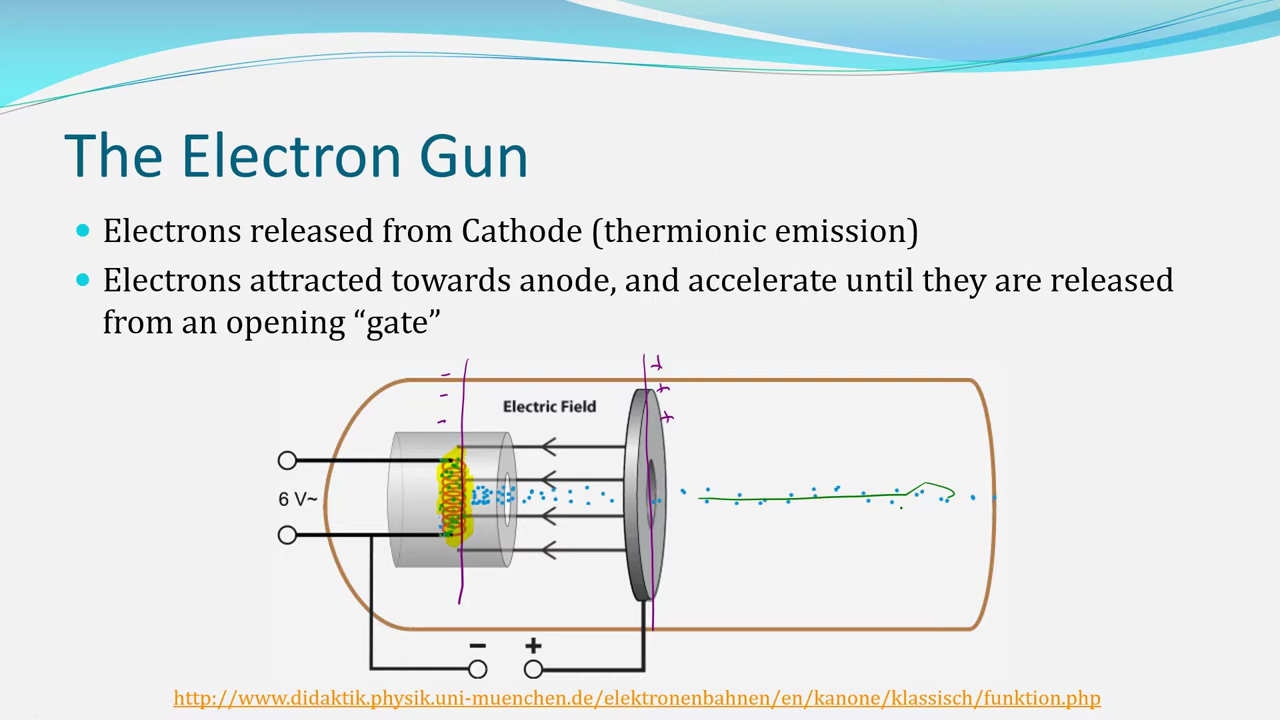 The Electron Gun
• Electrons released from Cathode (thermionic emission)
• Electrons attracted towards anode, and accelerate until they are released
from an opening “gate”
- + 
- +
- +
Electric Field
6 V~
− +
http://www.didaktik.physik.uni-muenchen.de/elektronenbahnen/en/kanone/klassisch/funktion.php